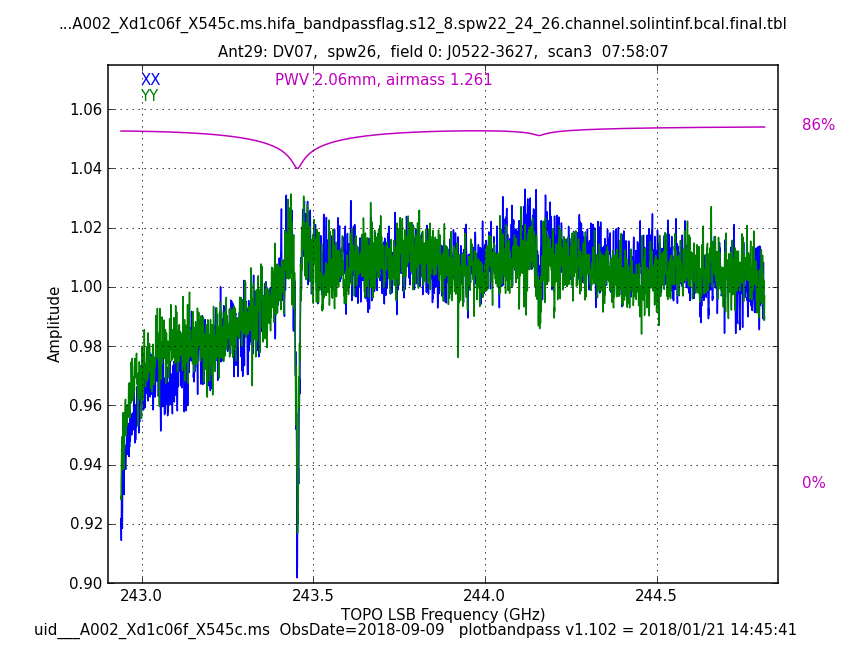 ...A002_Xd1c06f_X545c.ms.hifa_bandpassflag.s12_8.spw22_24_26.channel.solintinf.bcal.final.tbl
Ant29: DV07,  spw26,  field 0: J0522-3627,  scan3  07:58:07
XX
PWV 2.06mm, airmass 1.261
YY
1.06
86%
1.04
1.02
1.00
Amplitude
0.98
0.96
0.94
0%
0.92
0.90
243.0
243.5
244.0
244.5
TOPO LSB Frequency (GHz)
uid___A002_Xd1c06f_X545c.ms  ObsDate=2018-09-09   plotbandpass v1.102 = 2018/01/21 14:45:41